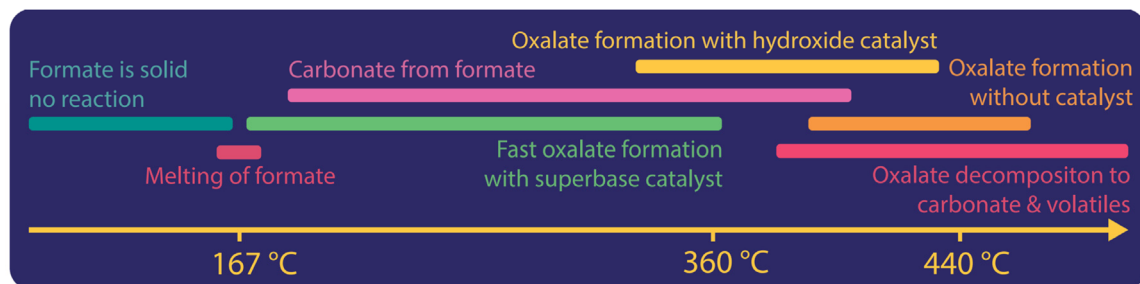 Oxalate formation with hydroxide catalyst
Formate is solid
no reaction
Carbonate from formate
Oxalate formation
without catalyst
Melting of formate
Fast oxalate formation
with superbase catalyst
Oxalate decompositon to
carbonate & volatiles
167 °C
360 °C
440 °C